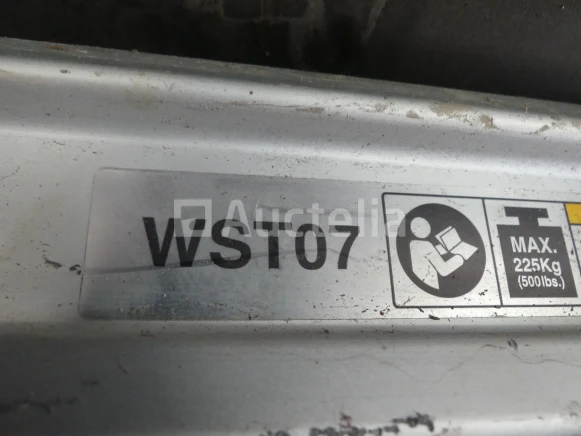 WST07
Auctelia
MAX.
225Kg
(500lbs.)